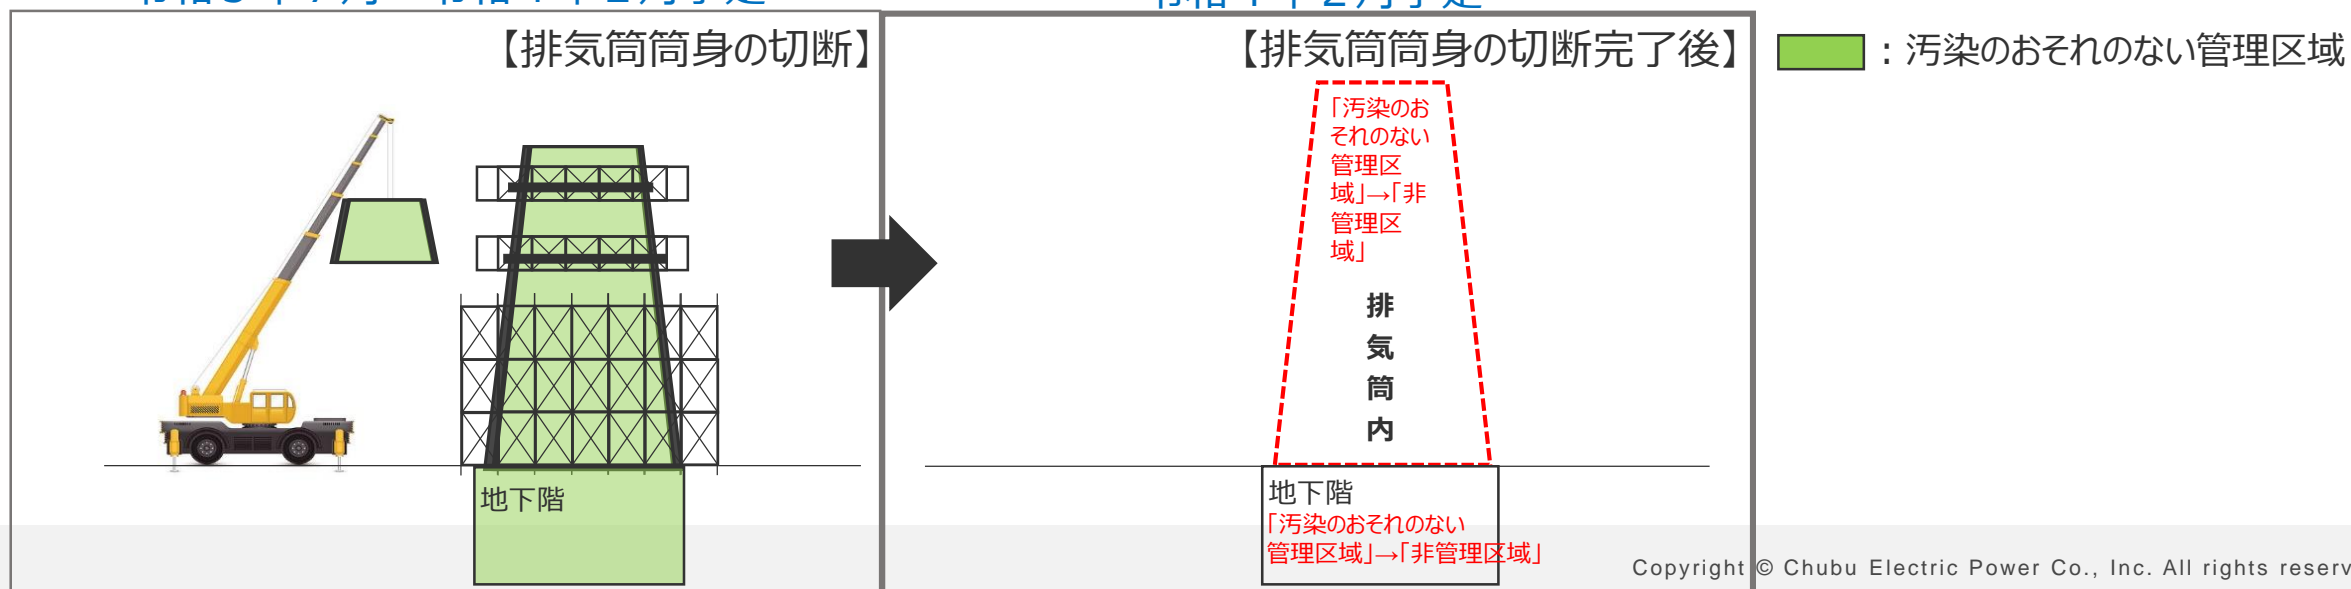 【排気筒筒身の切断】
【排気筒筒身の切断完了後】
：汚染のおそれのない管理区域
「汚染のお
それのない
管理区
域」→「非
管理区
域」
排
気
筒
内
地下階
地下階
「汚染のおそれのない
管理区域」→「非管理区域」
Copyright © Chubu Electric Power Co., Inc. All rights reserv